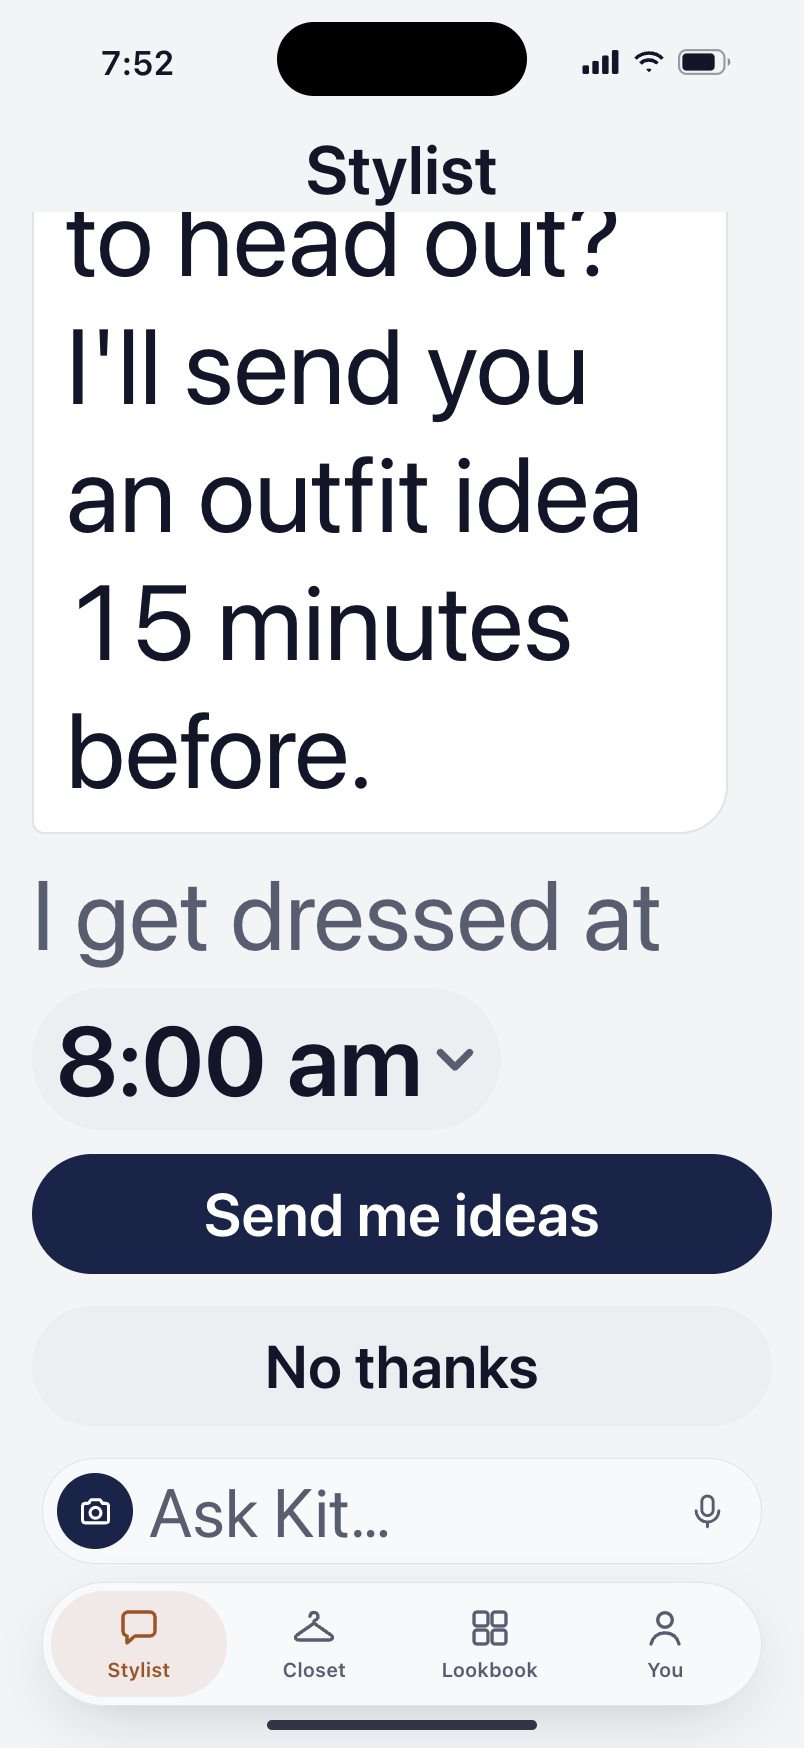 7:52
Stylist
to head out?
I'll send you
an outfit idea
15 minutes
before.
I get dressed at
8:00 am
Send me ideas
No thanks
Ask Kit...
Stylist
Closet
Lookbook
You